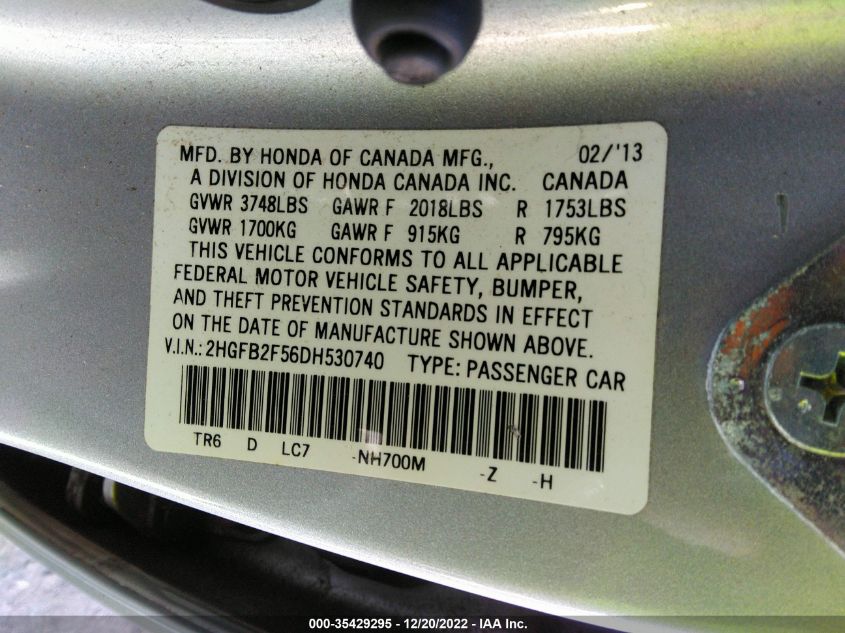 MFD. BY HONDA OF CANADA MFG., 02/'13
A DIVISION OF HONDA CANADA INC. CANADA
GVWR 3748LBS GAWR F 2018LBS R 1753LBS
GVWR 1700KG GAWR F 915KG R 795KG
THIS VEHICLE CONFORMS TO ALL APPLICABLE
FEDERAL MOTOR VEHICLE SAFETY, BUMPER,
AND THEFT PREVENTION STANDARDS IN EFFECT
ON THE DATE OF MANUFACTURE SHOWN ABOVE.
V.I.N.: 2HGFB2F56DH530740 TYPE: PASSENGER CAR
TR6 D LC7 -NH700M -Z -H
000-35429295 - 12/20/2022 - IAA Inc.